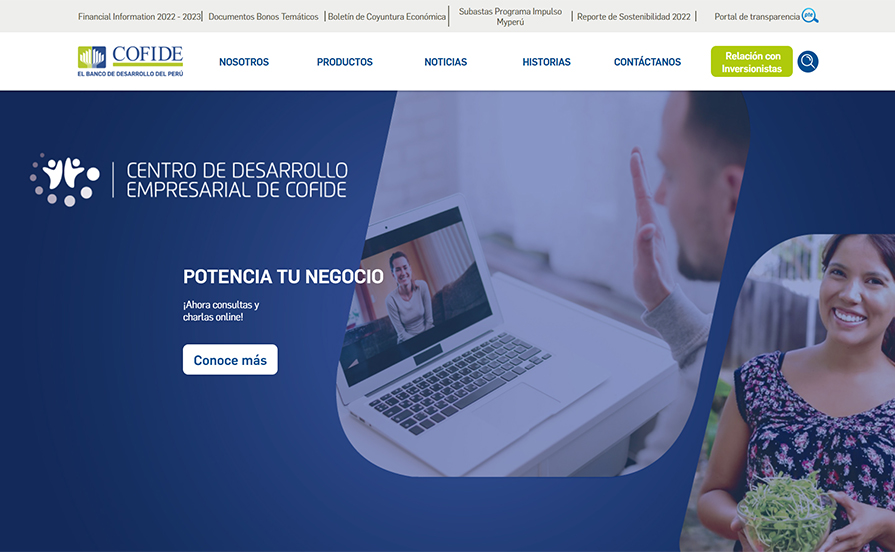 Financial Information 2022 - 2023
Documentos Bonos Temáticos
Boletín de Coyuntura Económica
Subastas Programa Impulso
Myperú
Reporte de Sostenibilidad 2022
Portal de transparencia
pte
COFIDE
EL BANCO DE DESARROLLO DEL PERÚ
NOSOTROS
PRODUCTOS
NOTICIAS
HISTORIAS
CONTÁCTANOS
Relación con
Inversionistas
CENTRO DE DESARROLLO
EMPRESARIAL DE COFIDE
POTENCIA TU NEGOCIO
¡Ahora consultas y
charlas online!
Conoce más